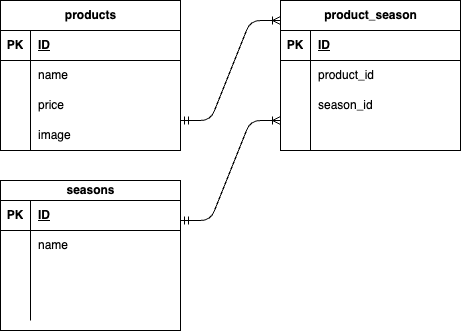 products
PK ID
name
price
image
product_season
PK ID
product_id
season_id
seasons
PK ID
name